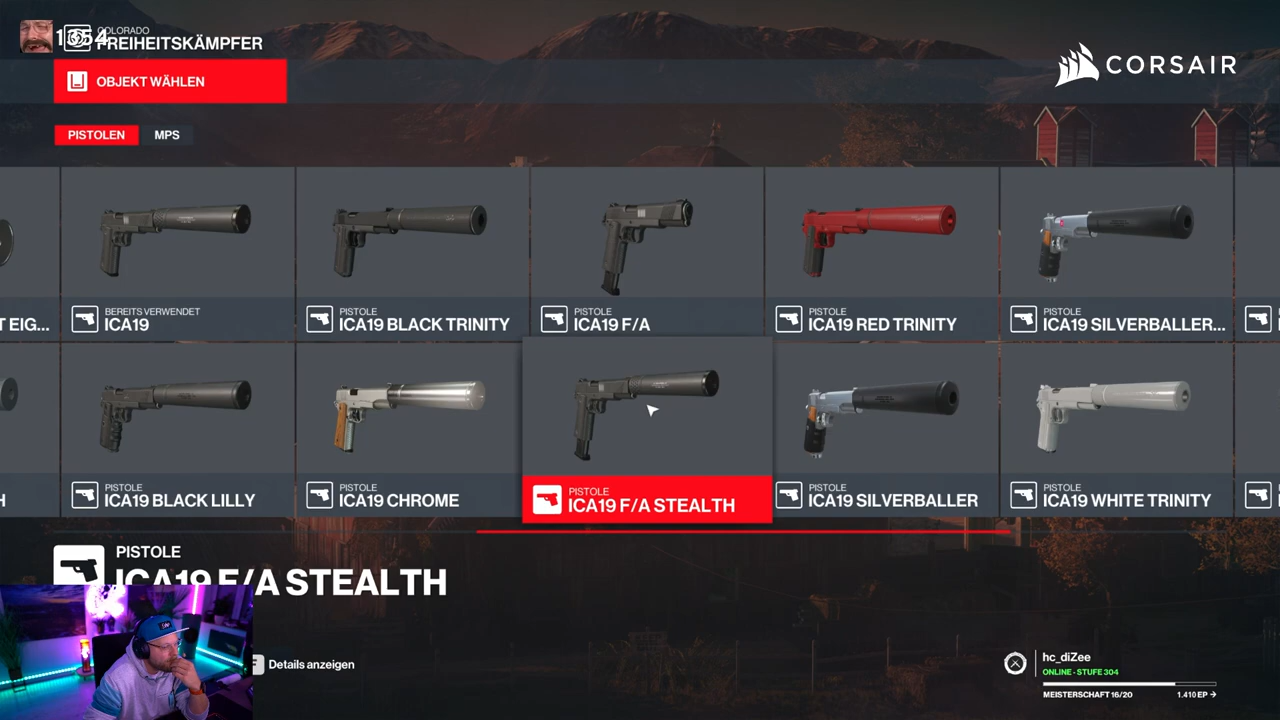 COLORADO
1354
FREIHEITSKÄMPFER
CORSAIR
OBJEKT WÄHLEN
PISTOLEN
MPS
T EIG...
BEREITS VERWENDET
ICA19
PISTOLE
ICA19 BLACK TRINITY
PISTOLE
ICA19 F/A
PISTOLE
ICA19 RED TRINITY
PISTOLE
ICA19 SILVERBALLER...
H
PISTOLE
ICA19 BLACK LILLY
PISTOLE
ICA19 CHROME
PISTOLE
ICA19 F/A STEALTH
PISTOLE
ICA19 SILVERBALLER
PISTOLE
ICA19 WHITE TRINITY
PISTOLE
ICA19 F/A STEALTH
Details anzeigen
hc_diZee
ONLINE - STUFE 304
MEISTERSCHAFT 16/20
1.410 EP